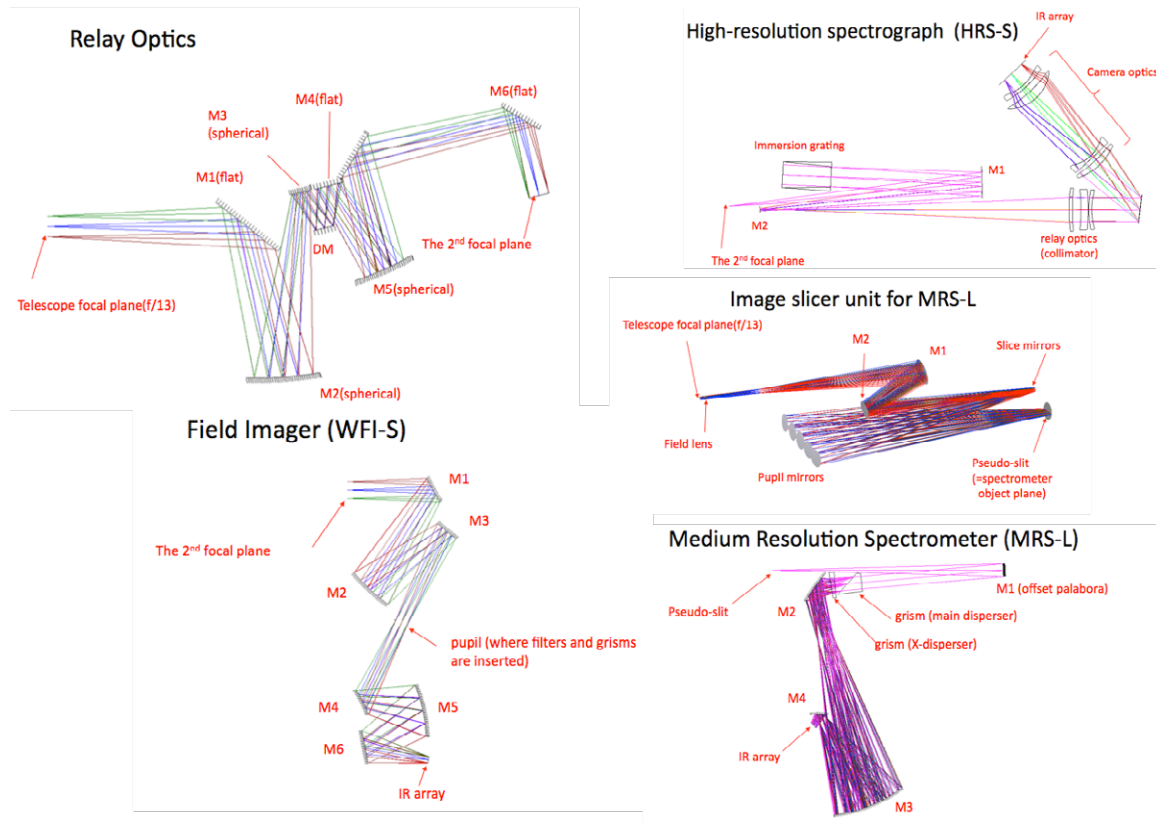 Relay Optics
M4(flat)
M6(flat)
M3
(spherical)
M1(flat)
DM
The 2nd focal plane
M5(spherical)
Telescope focal plane(f/13)
M2(spherical)
High-resolution spectrograph (HRS-S)
IR array
Camera optics
Immersion grating
M1
M2
The 2nd focal plane
relay optics
(collimator)
Image slicer unit for MRS-L
Telescope focal plane(f/13)
M2
M1
Slice mirrors
Field lens
Pupil mirrors
Pseudo-slit
(=spectrometer
object plane)
Field Imager (WFI-S)
M1
M3
The 2nd focal plane
M2
pupil (where filters and grisms
are inserted)
M4
M5
M6
IR array
Medium Resolution Spectrometer (MRS-L)
M1 (offset palabora)
Pseudo-slit
M2
grism (main disperser)
grism (X-disperser)
M4
IR array
M3